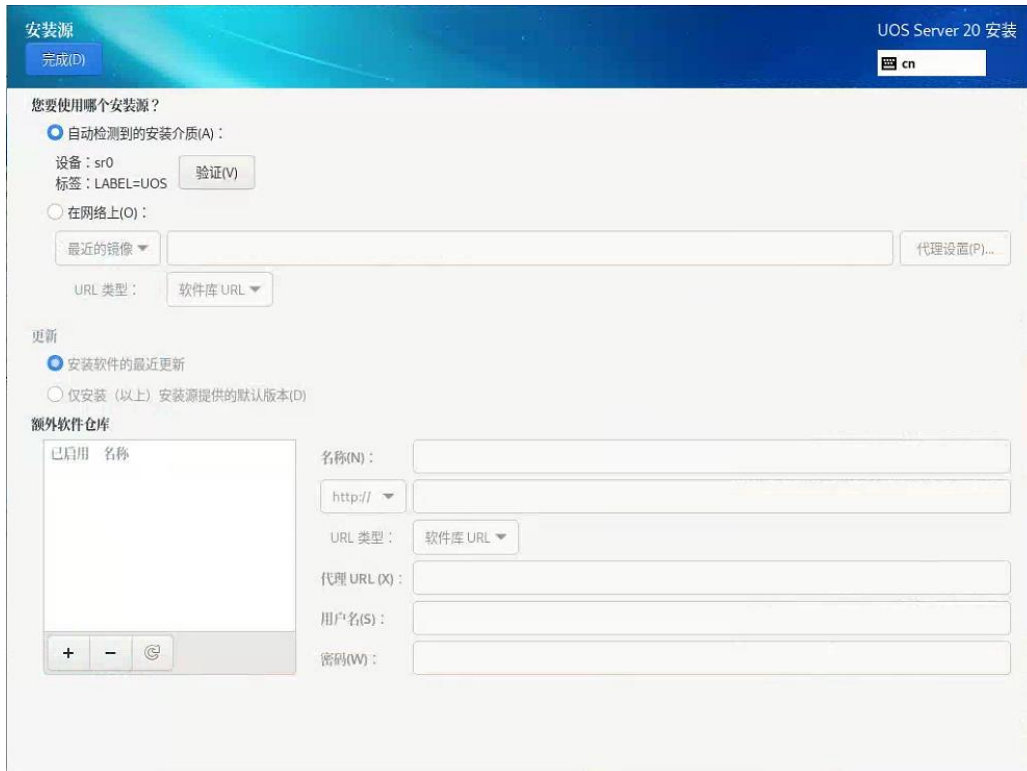 安装源
UOS Server 20 安装
完成(D)
cn
您要使用哪个安装源？
自动检测到的安装介质(A)：
设备：sr0
标签：LABEL=UOS
验证(V)
在网络上(O)：
最近的镜像
代理设置(P)...
URL 类型：
软件库 URL
更新
安装软件的最近更新
仅安装（以上）安装源提供的默认版本(D)
额外软件仓库
已启用 名称
名称(N)：
http://
URL 类型：
软件库 URL
代理 URL (X)：
用户名(S)：
密码(W)：